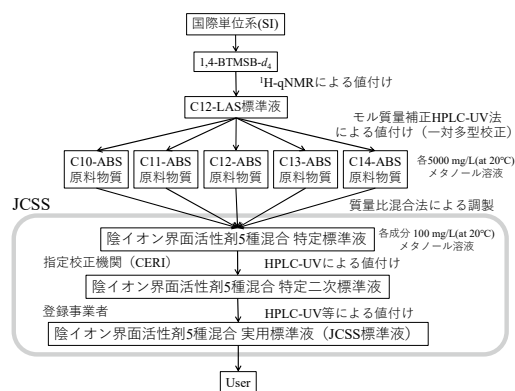 国際単位系(SI)
1,4-BTMSB-d4
¹H-qNMRによる値付け
C12-LAS標準液
モル質量補正HPLC-UV法
による値付け（一対多型校正）
C10-ABS
原料物質
C11-ABS
原料物質
C12-ABS
原料物質
C13-ABS
原料物質
C14-ABS
原料物質
各5000 mg/L(at 20℃)
メタノール溶液
JCSS
質量比混合法による調製
陰イオン界面活性剤5種混合 特定標準液
各成分 100 mg/L(at 20℃)
メタノール溶液
指定校正機関（CERI）
HPLC-UVによる値付け
陰イオン界面活性剤5種混合 特定二次標準液
登録事業者
HPLC-UV等による値付け
陰イオン界面活性剤5種混合 実用標準液（JCSS標準液）
User